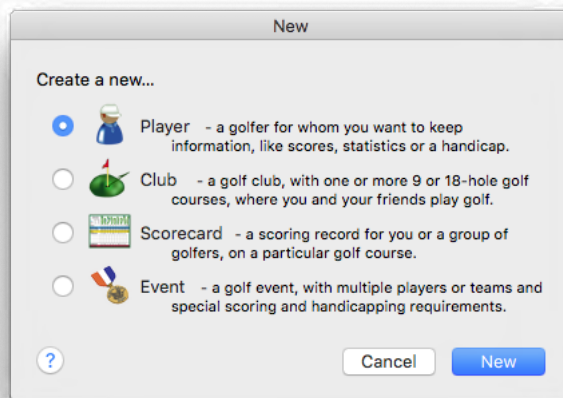 New
Create a new...
Player - a golfer for whom you want to keep
information, like scores, statistics or a handicap.
Club - a golf club, with one or more 9 or 18-hole golf
courses, where you and your friends play golf.
Scorecard - a scoring record for you or a group of
golfers, on a particular golf course.
Event - a golf event, with multiple players or teams and
special scoring and handicapping requirements.
? Cancel New